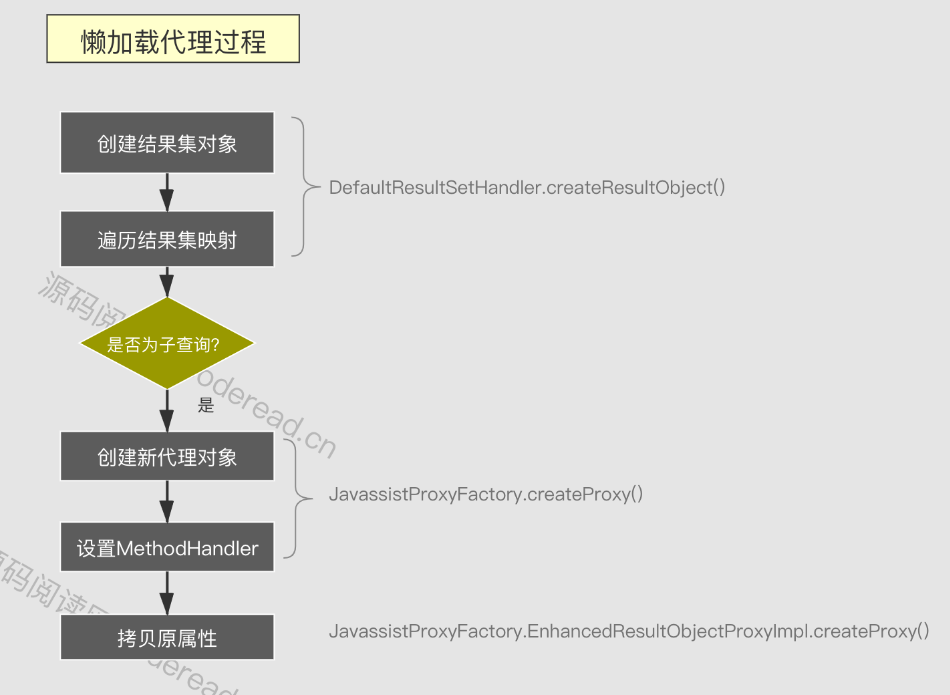 懒加载代理过程
创建结果集对象
DefaultResultSetHandler.createResultObject()
遍历结果集映射
是否为子查询?
是
创建新代理对象
JavassistProxyFactory.createProxy()
设置MethodHandler
拷贝原属性
JavassistProxyFactory.EnhancedResultObjectProxyImpl.createProxy()
源码阅
oderead.cn
码阅读
oderead